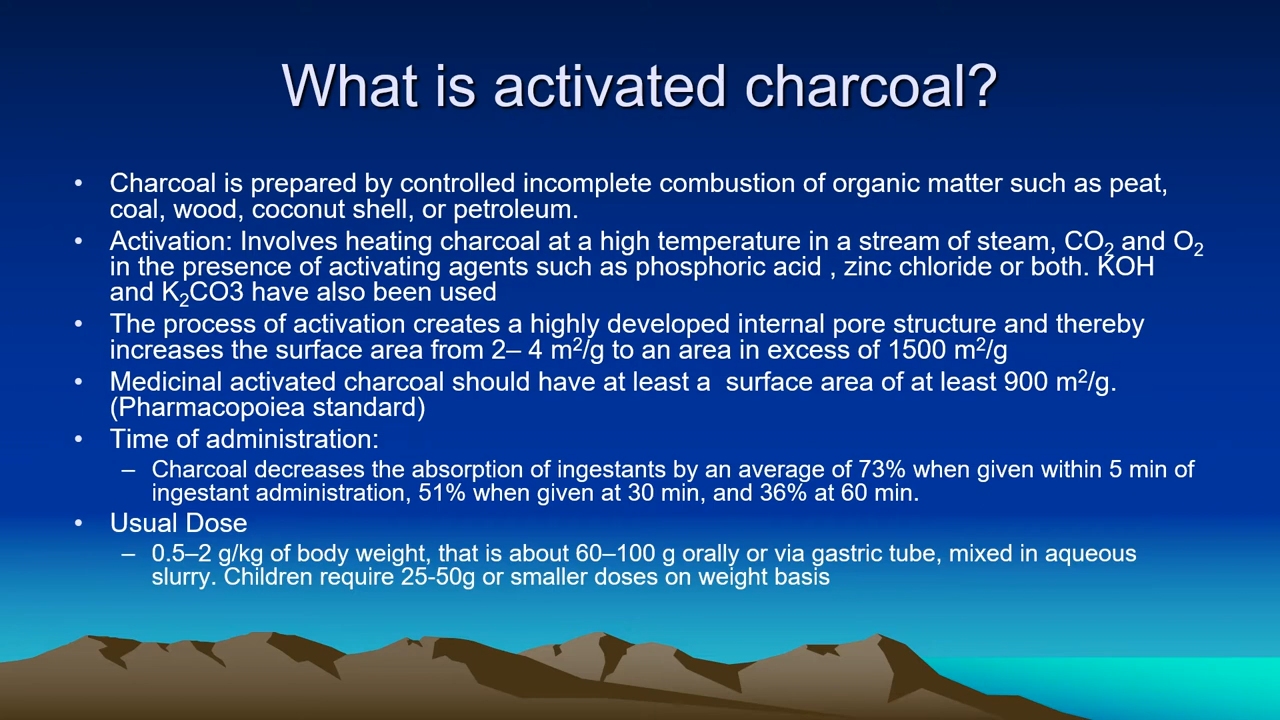 What is activated charcoal?
• Charcoal is prepared by controlled incomplete combustion of organic matter such as peat,
coal, wood, coconut shell, or petroleum.
• Activation: Involves heating charcoal at a high temperature in a stream of steam, CO₂ and O₂
in the presence of activating agents such as phosphoric acid , zinc chloride or both. KOH
and K₂CO3 have also been used
• The process of activation creates a highly developed internal pore structure and thereby
increases the surface area from 2– 4 m²/g to an area in excess of 1500 m²/g
• Medicinal activated charcoal should have at least a  surface area of at least 900 m²/g.
(Pharmacopoiea standard)
• Time of administration:
– Charcoal decreases the absorption of ingestants by an average of 73% when given within 5 min of
ingestant administration, 51% when given at 30 min, and 36% at 60 min.
• Usual Dose
– 0.5–2 g/kg of body weight, that is about 60–100 g orally or via gastric tube, mixed in aqueous
slurry. Children require 25-50g or smaller doses on weight basis